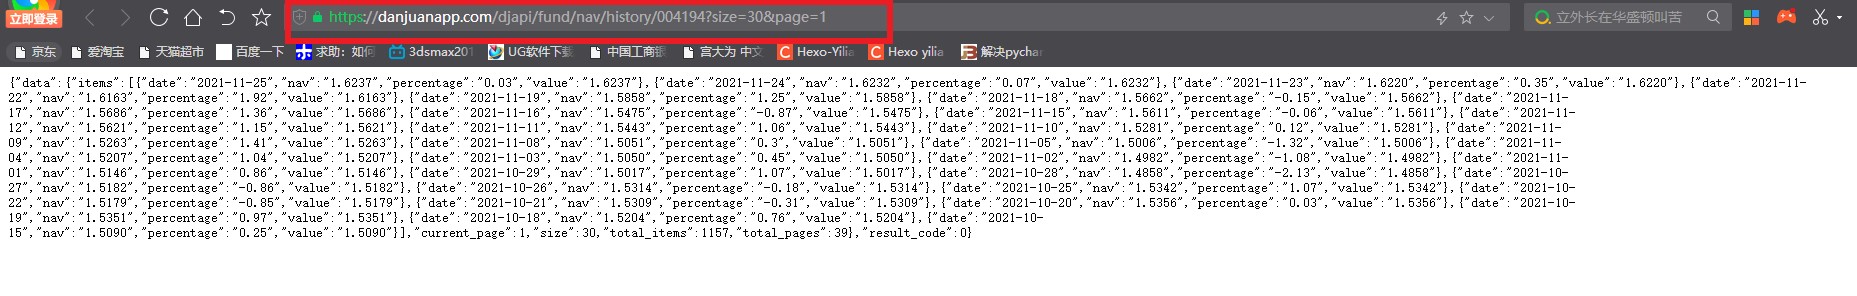 立即登录
https://danjuanapp.com/djapi/fund/nav/history/004194?size=30&page=1
立外长在华盛顿叫苦
京东 爱淘宝 天猫超市 百度一下 求助：如何 3dsmax201 UG软件下载 中国工商银 宫大为 中文 Hexo-Yilia Hexo yilia 解决pychar
{"data":{"items":[{"date":"2021-11-25","nav":"1.6237","percentage":"0.03","value":"1.6237"},{"date":"2021-11-24","nav":"1.6232","percentage":"0.07","value":"1.6232"},{"date":"2021-11-23","nav":"1.6220","percentage":"0.35","value":"1.6220"},{"date":"2021-11-
22","nav":"1.6163","percentage":"1.92","value":"1.6163"},{"date":"2021-11-19","nav":"1.5858","percentage":"1.25","value":"1.5858"},{"date":"2021-11-18","nav":"1.5662","percentage":"-0.15","value":"1.5662"},{"date":"2021-11-
17","nav":"1.5686","percentage":"1.36","value":"1.5686"},{"date":"2021-11-16","nav":"1.5475","percentage":"-0.87","value":"1.5475"},{"date":"2021-11-15","nav":"1.5611","percentage":"-0.06","value":"1.5611"},{"date":"2021-11-
12","nav":"1.5621","percentage":"1.15","value":"1.5621"},{"date":"2021-11-11","nav":"1.5443","percentage":"1.06","value":"1.5443"},{"date":"2021-11-10","nav":"1.5281","percentage":"0.12","value":"1.5281"},{"date":"2021-11-
09","nav":"1.5263","percentage":"1.41","value":"1.5263"},{"date":"2021-11-08","nav":"1.5051","percentage":"0.3","value":"1.5051"},{"date":"2021-11-05","nav":"1.5006","percentage":"-1.32","value":"1.5006"},{"date":"2021-11-
04","nav":"1.5207","percentage":"1.04","value":"1.5207"},{"date":"2021-11-03","nav":"1.5050","percentage":"0.45","value":"1.5050"},{"date":"2021-11-02","nav":"1.4982","percentage":"-1.08","value":"1.4982"},{"date":"2021-11-
01","nav":"1.5146","percentage":"0.86","value":"1.5146"},{"date":"2021-10-29","nav":"1.5017","percentage":"1.07","value":"1.5017"},{"date":"2021-10-28","nav":"1.4858","percentage":"-2.13","value":"1.4858"},{"date":"2021-10-
27","nav":"1.5182","percentage":"-0.86","value":"1.5182"},{"date":"2021-10-26","nav":"1.5314","percentage":"-0.18","value":"1.5314"},{"date":"2021-10-25","nav":"1.5342","percentage":"1.07","value":"1.5342"},{"date":"2021-10-
22","nav":"1.5179","percentage":"-0.85","value":"1.5179"},{"date":"2021-10-21","nav":"1.5309","percentage":"-0.31","value":"1.5309"},{"date":"2021-10-20","nav":"1.5356","percentage":"0.03","value":"1.5356"},{"date":"2021-10-
19","nav":"1.5351","percentage":"0.97","value":"1.5351"},{"date":"2021-10-18","nav":"1.5204","percentage":"0.76","value":"1.5204"},{"date":"2021-10-
15","nav":"1.5090","percentage":"0.25","value":"1.5090"}],"current_page":1,"size":30,"total_items":1157,"total_pages":39},"result_code":0}